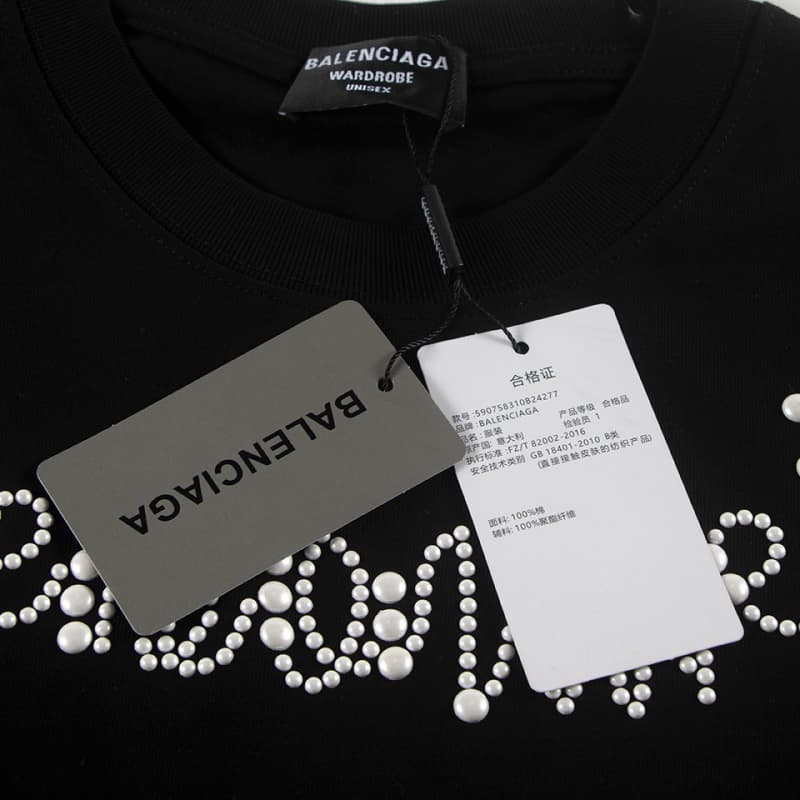 BALENCIAGA
WARDROBE
UNISEX
BALENCIAGA
合格证
款号:590758310B24277
品牌:BALENCIAGA 产品等级 合格品
品名:服装 检验员 1
原产国: 意大利
执行标准:FZ/T 82002-2016
安全技术类别 GB 18401-2010 B类
(直接接触皮肤的纺织产品)
面料: 100%棉
辅料: 100%聚酯纤维